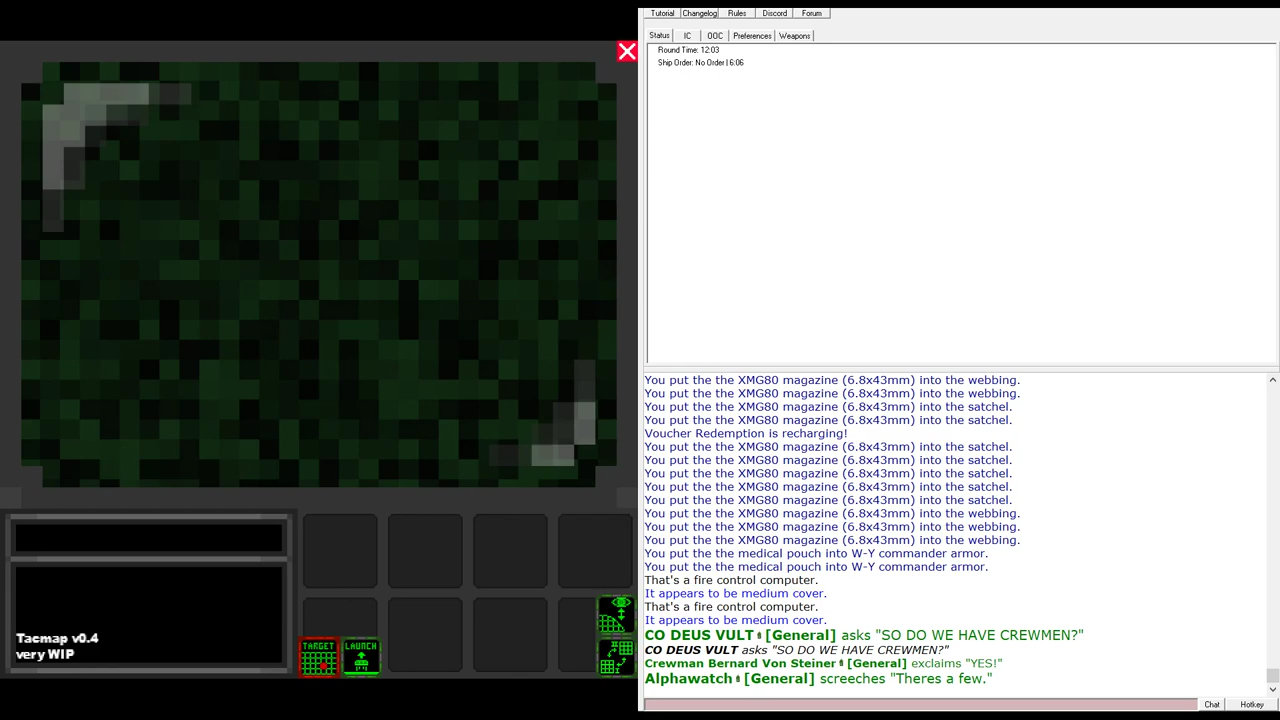 Tutorial Changelog Rules Discord Forum
Status IC OOC Preferences Weapons
Round Time: 12:03
Ship Order: No Order | 6:06
You put the the XMG80 magazine (6.8x43mm) into the webbing.
You put the the XMG80 magazine (6.8x43mm) into the webbing.
You put the the XMG80 magazine (6.8x43mm) into the satchel.
You put the the XMG80 magazine (6.8x43mm) into the satchel.
Voucher Redemption is recharging!
You put the the XMG80 magazine (6.8x43mm) into the satchel.
You put the the XMG80 magazine (6.8x43mm) into the satchel.
You put the the XMG80 magazine (6.8x43mm) into the satchel.
You put the the XMG80 magazine (6.8x43mm) into the satchel.
You put the the XMG80 magazine (6.8x43mm) into the satchel.
You put the the XMG80 magazine (6.8x43mm) into the webbing.
You put the the XMG80 magazine (6.8x43mm) into the webbing.
You put the the XMG80 magazine (6.8x43mm) into the webbing.
You put the the medical pouch into W-Y commander armor.
You put the the medical pouch into W-Y commander armor.
That's a fire control computer.
It appears to be medium cover.
That's a fire control computer.
It appears to be medium cover.
CO DEUS VULT [General] asks "SO DO WE HAVE CREWMEN?"
CO DEUS VULT asks "SO DO WE HAVE CREWMEN?"
Crewman Bernard Von Steiner [General] exclaims "YES!"
Alphawatch [General] screeches "Theres a few."
Chat Hotkey
Tacmap v0.4
very WIP
TARGET LAUNCH